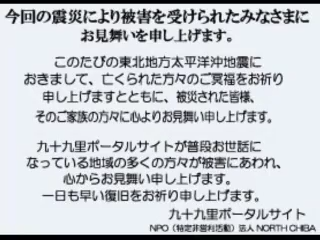 今回の震災により被害を受けられたみなさまに
お見舞いを申し上げます。
このたびの東北地方太平洋沖地震に
おきまして、亡くられた方々のご冥福をお祈り
申し上げますとともに、被災された皆様、
そのご家族の方々に心よりお見舞い申し上げます。
九十九里ポータルサイトが普段お世話に
なっている地域の多くの方々が被害にあわれ、
心からお見舞い申し上げます。
一日も早い復旧をお祈り申し上げます。
九十九里ポータルサイト
NPO（特定非営利活動）法人 NORTH CHIBA